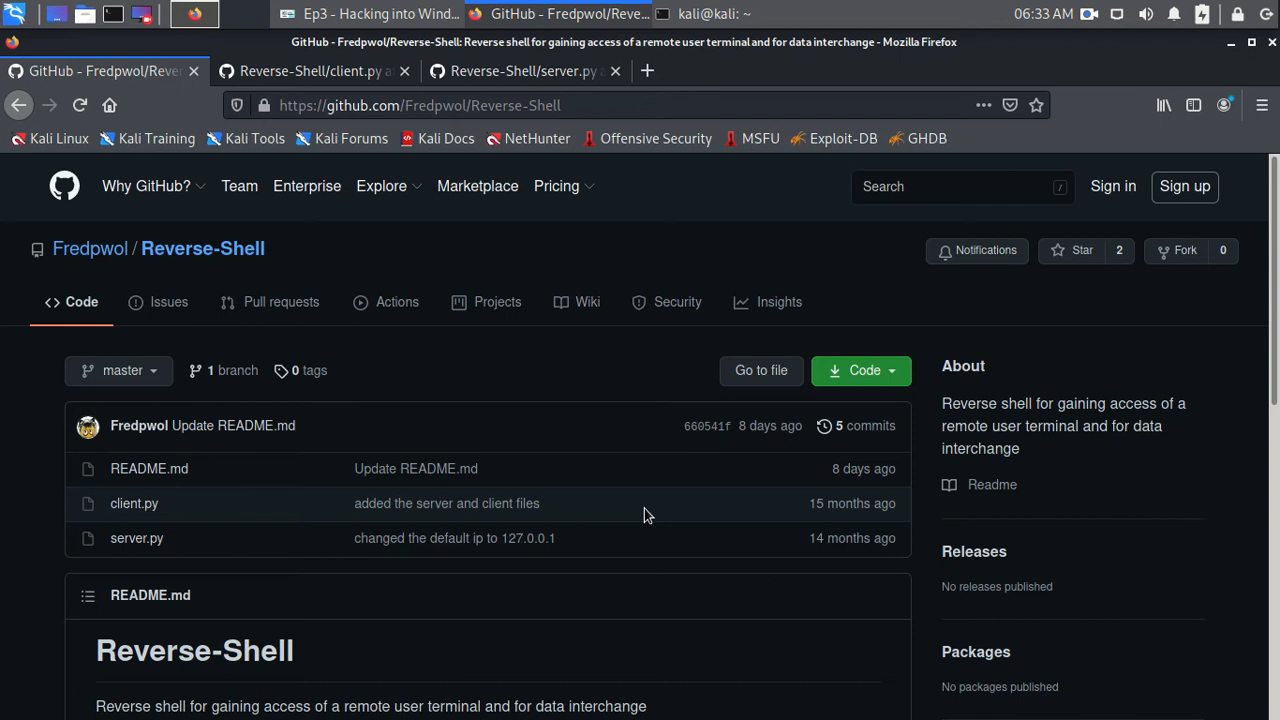 Ep3 - Hacking into Wind...
GitHub - Fredpwol/Reve...
kali@kali: ~
06:33 AM
GitHub - Fredpwol/Reverse-Shell: Reverse shell for gaining access of a remote user terminal and for data interchange - Mozilla Firefox
GitHub - Fredpwol/Rever
Reverse-Shell/client.py a
Reverse-Shell/server.py a
https://github.com/Fredpwol/Reverse-Shell
Kali Linux Kali Training Kali Tools Kali Forums Kali Docs NetHunter Offensive Security MSFU Exploit-DB GHDB
Why GitHub? Team Enterprise Explore Marketplace Pricing Search / Sign in Sign up
Fredpwol / Reverse-Shell Notifications Star 2 Fork 0
Code Issues Pull requests Actions Projects Wiki Security Insights
master 1 branch 0 tags Go to file Code
Fredpwol Update README.md 660541f 8 days ago 5 commits
README.md Update README.md 8 days ago
client.py added the server and client files 15 months ago
server.py changed the default ip to 127.0.0.1 14 months ago
README.md
Reverse-Shell
Reverse shell for gaining access of a remote user terminal and for data interchange
About
Reverse shell for gaining access of a
remote user terminal and for data
interchange
Readme
Releases
No releases published
Packages
No packages published